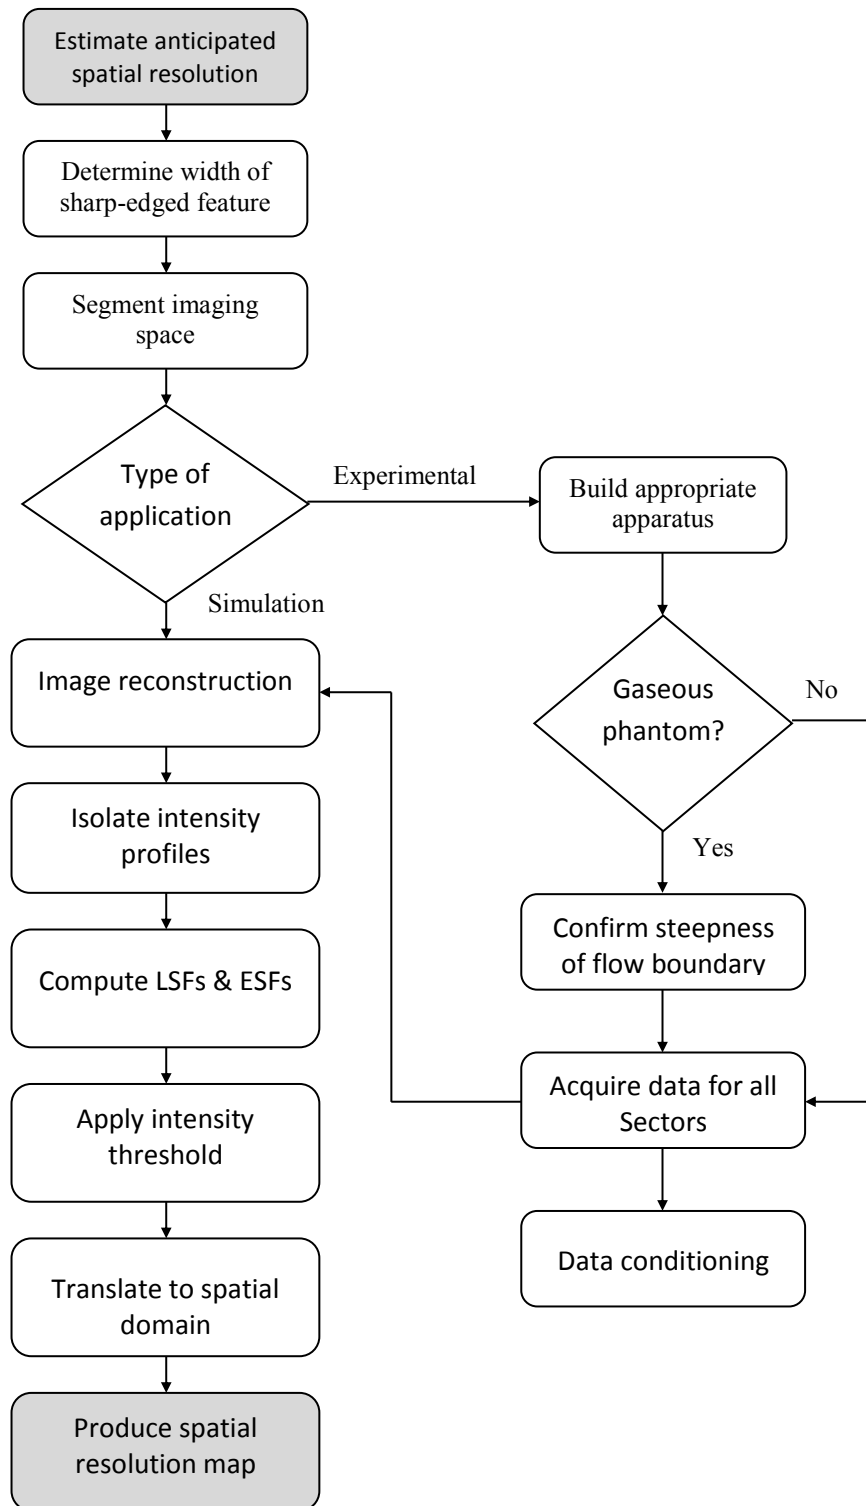 Estimate anticipated
spatial resolution
Determine width of
sharp-edged feature
Segment imaging
space
Type of
application
Experimental
Simulation
Build appropriate
apparatus
Gaseous
phantom?
No
Yes
Confirm steepness
of flow boundary
Acquire data for all
Sectors
Data conditioning
Image reconstruction
Isolate intensity
profiles
Compute LSFs & ESFs
Apply intensity
threshold
Translate to spatial
domain
Produce spatial
resolution map